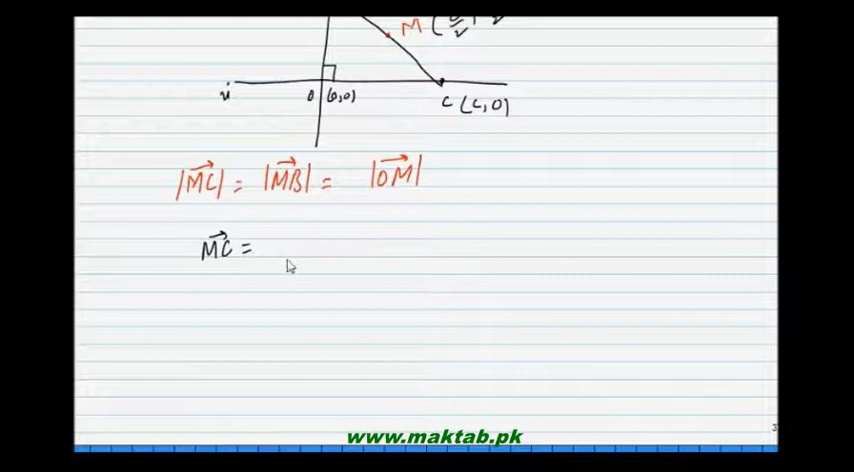 M
O (0,0)
C (C,0)
|MC| = |MB| = |OM|
MC =
www.maktab.pk